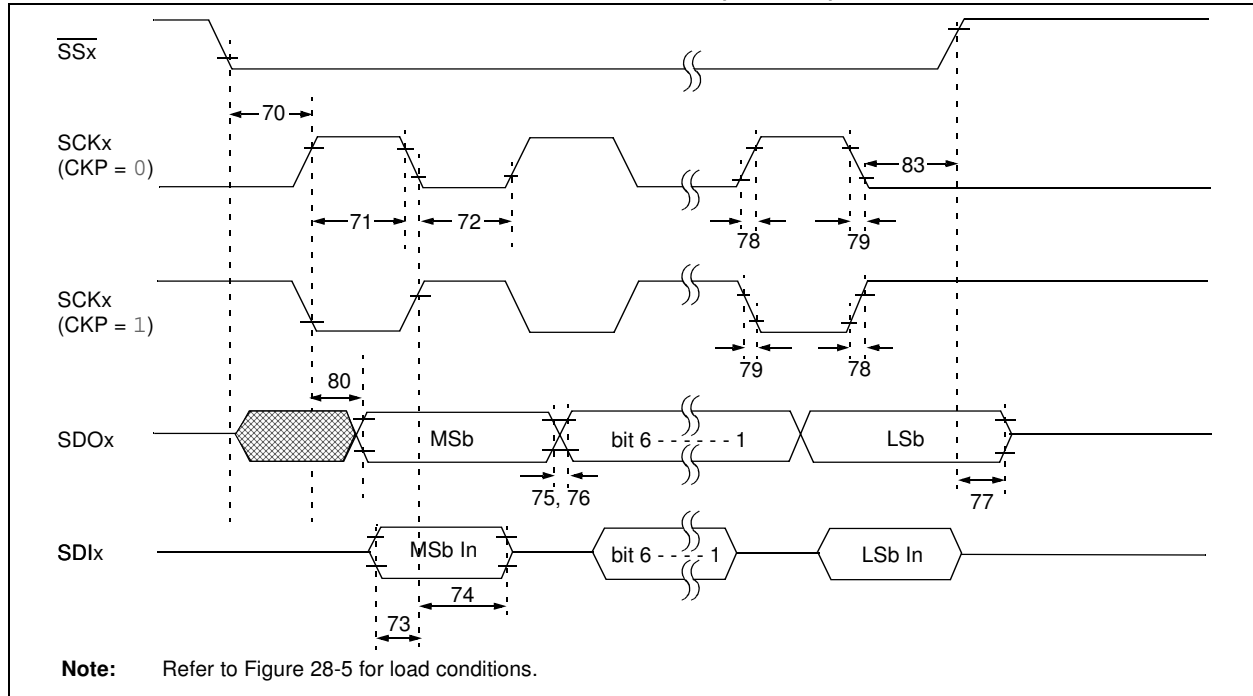 SSx
70
SCKx
(CKP = 0)
83
71
72
78
79
SCKx
(CKP = 1)
79
78
80
SDOx
MSb
bit 6 - - - - - - 1
LSb
75, 76
77
SDIx
MSb In
bit 6 - - - - 1
LSb In
74
73
Note: Refer to Figure 28-5 for load conditions.